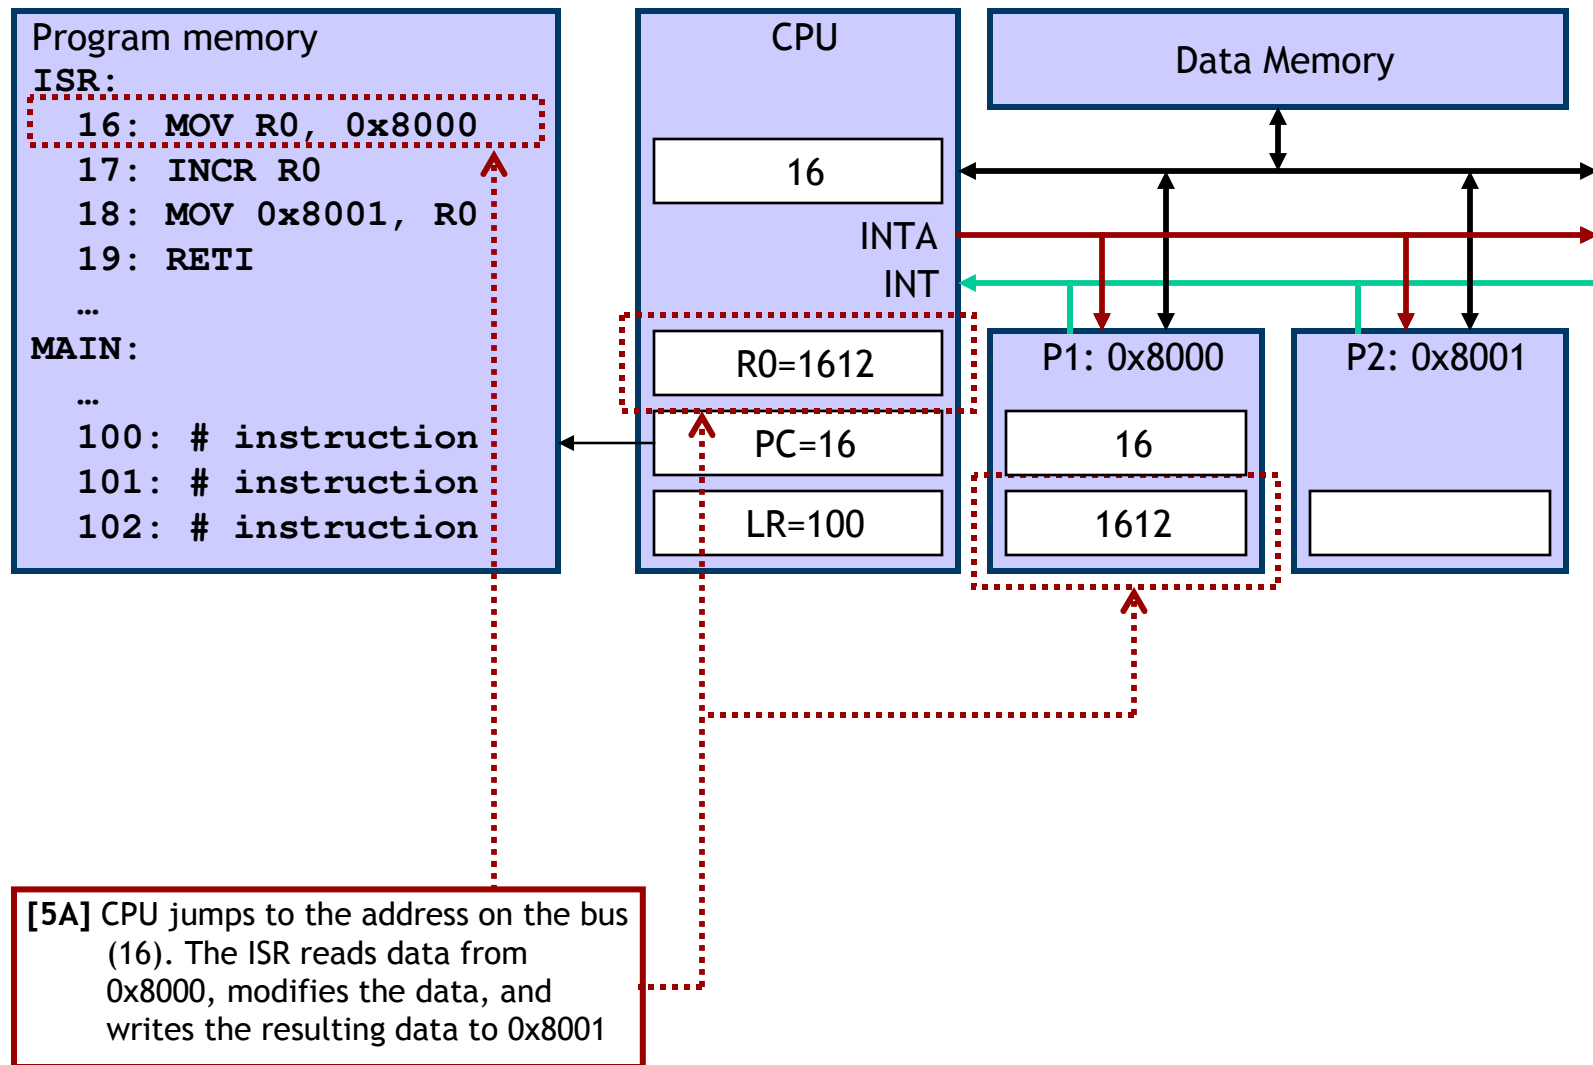 Program memory
ISR:
16: MOV R0, 0x8000
17: INCR R0
18: MOV 0x8001, R0
19: RETI
…
MAIN:
…
100: # instruction
101: # instruction
102: # instruction
CPU
16
INTA
INT
R0=1612
PC=16
LR=100
Data Memory
P1: 0x8000
16
1612
P2: 0x8001
[5A] CPU jumps to the address on the bus
(16). The ISR reads data from
0x8000, modifies the data, and
writes the resulting data to 0x8001